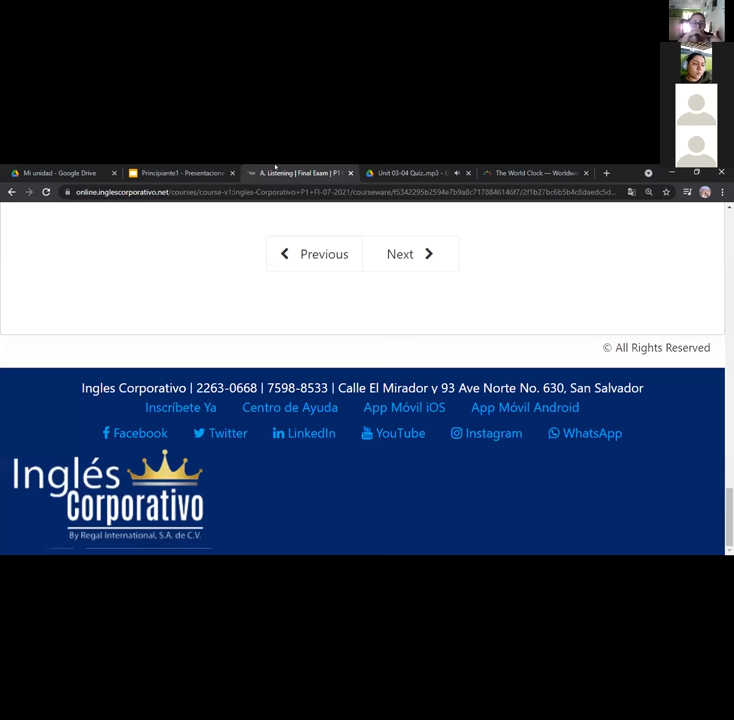 Mi unidad - Google Drive
Principiante1 - Presentacione
A. Listening | Final Exam | P1
Unit 03-04 Quiz..mp3 - G
The World Clock — Worldwi
online.inglescorporativo.net/courses/course-v1:Ingles-Corporativo+P1+FI-07-2021/courseware/f5342295b2594e7b9a8c7178846146f7/2f1b27bc6b5b4c8daedc5d...
Previous
Next
© All Rights Reserved
Ingles Corporativo | 2263-0668 | 7598-8533 | Calle El Mirador y 93 Ave Norte No. 630, San Salvador
Inscríbete Ya Centro de Ayuda App Móvil iOS App Móvil Android
Facebook Twitter LinkedIn YouTube Instagram WhatsApp
Inglés
Corporativo
By Regal International, S.A. de C.V.